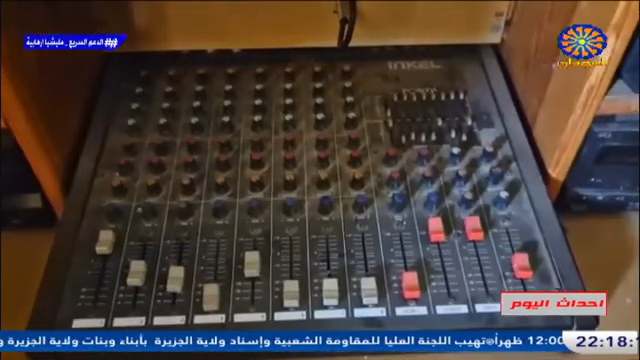 ###الدعم_السريع_مليشيا_إرهابية
INKEL
احداث اليوم
12:00 ظهراً
تهيب اللجنة العليا للمقاومة الشعبية وإسناد ولاية الجزيرة بأبناء وبنات ولاية الجزيرة و
22:18